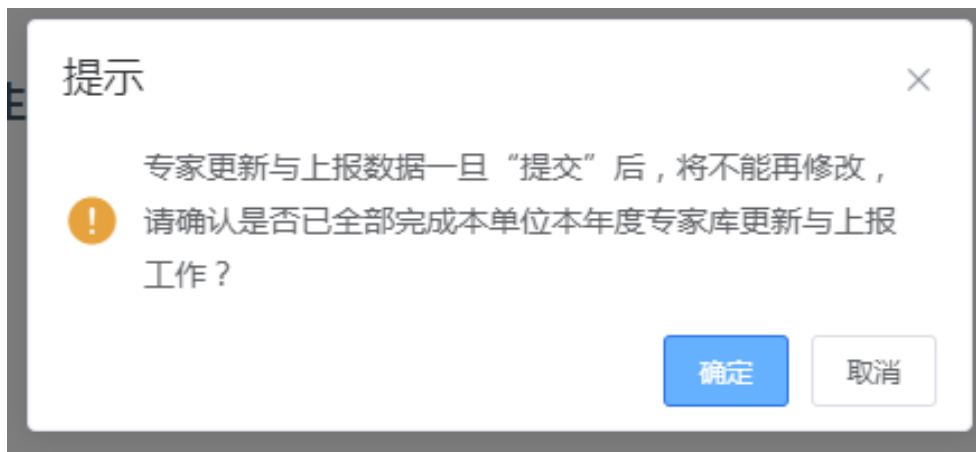 提示
专家更新与上报数据一旦“提交”后，将不能再修改，
请确认是否已全部完成本单位本年度专家库更新与上报
工作？
确定
取消